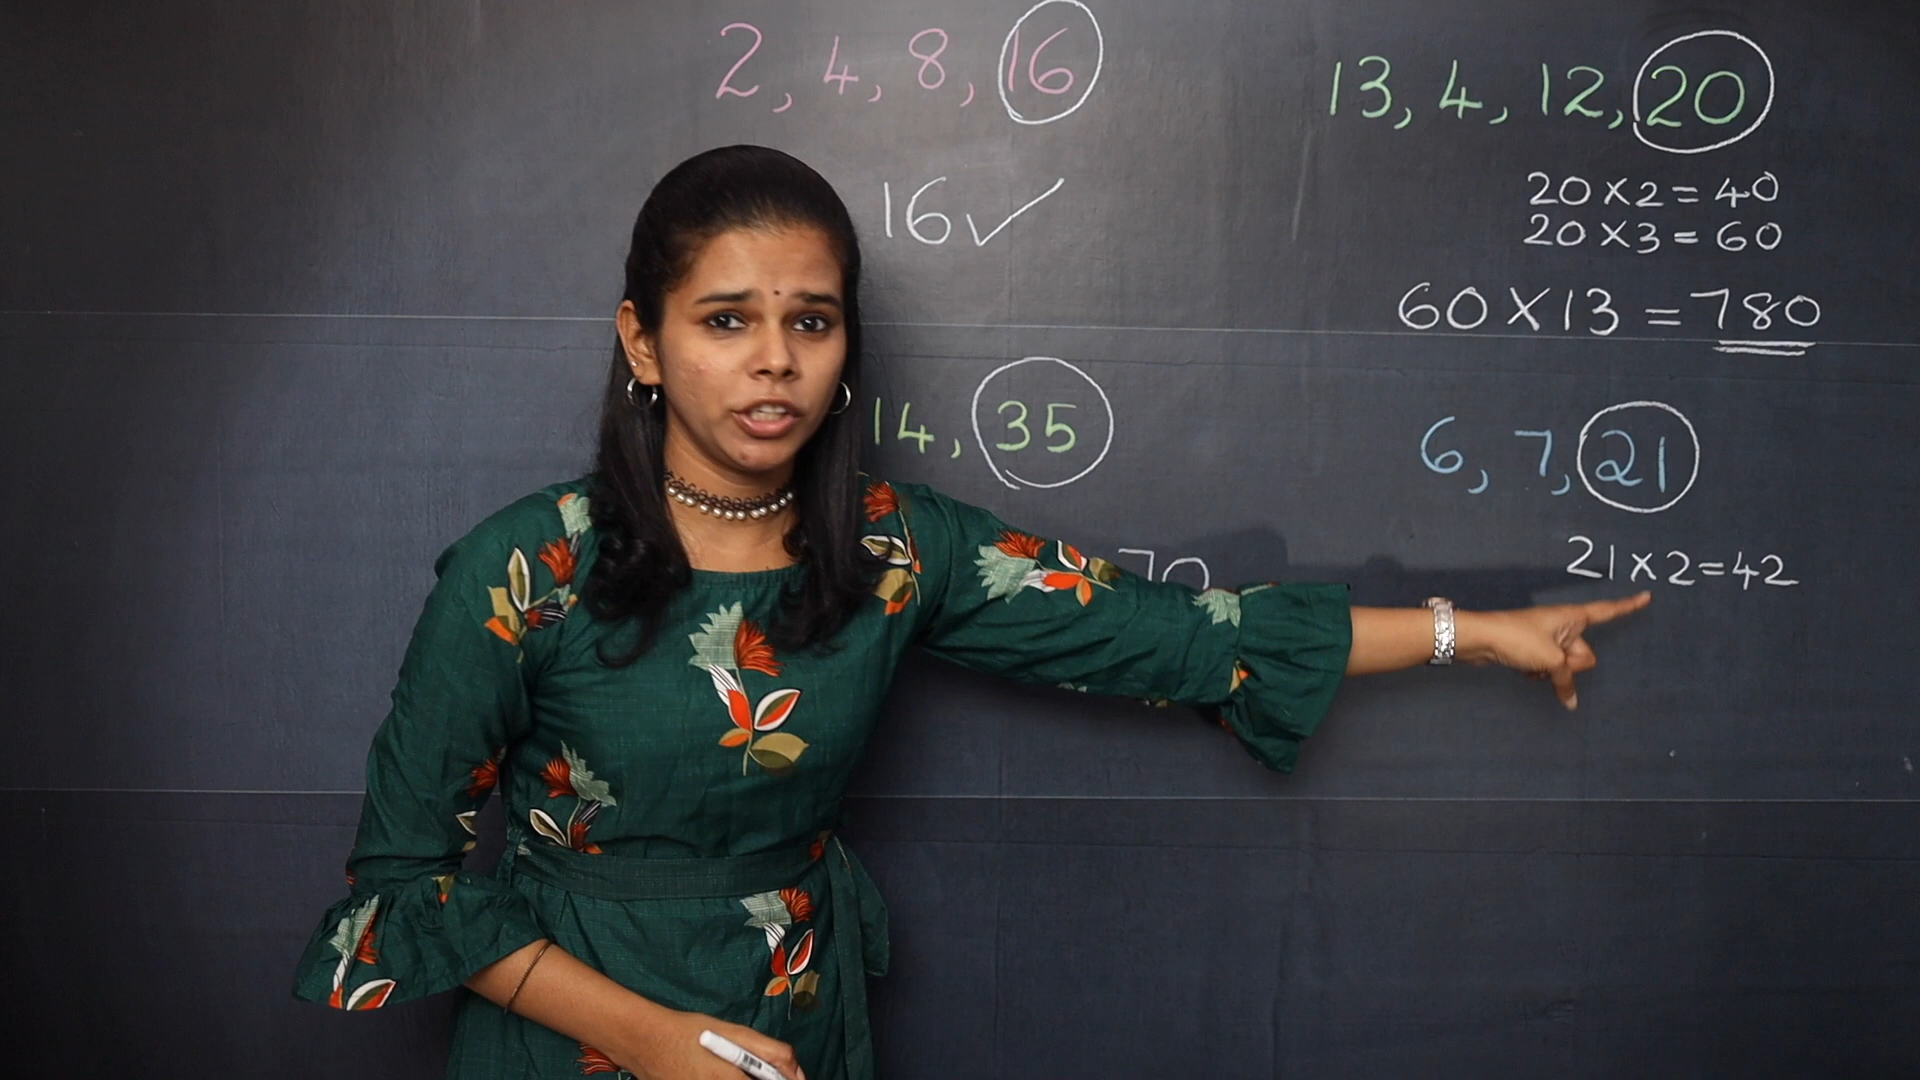 2, 4, 8, 16
16✓
14, 35
70
13, 4, 12, 20
20×2=40
20×3=60
60×13=780
6, 7, 21
21×2=42